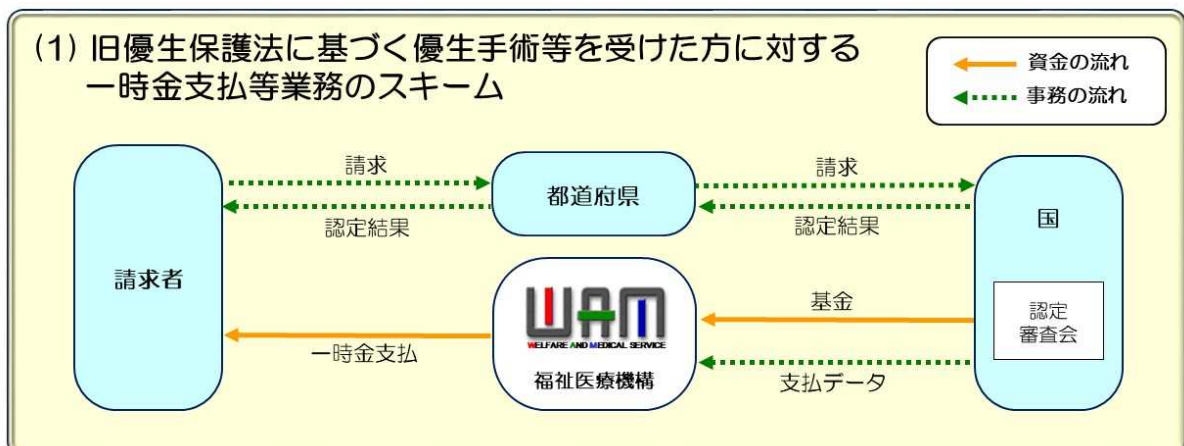 (1) 旧優生保護法に基づく優生手術等を受けた方に対する
一時金支払等業務のスキーム
資金の流れ
事務の流れ
請求
都道府県
請求
認定結果
認定結果
国
請求者
WAM
WELFARE AND MEDICAL SERVICE
福祉医療機構
基金
認定
審査会
一時金支払
支払データ